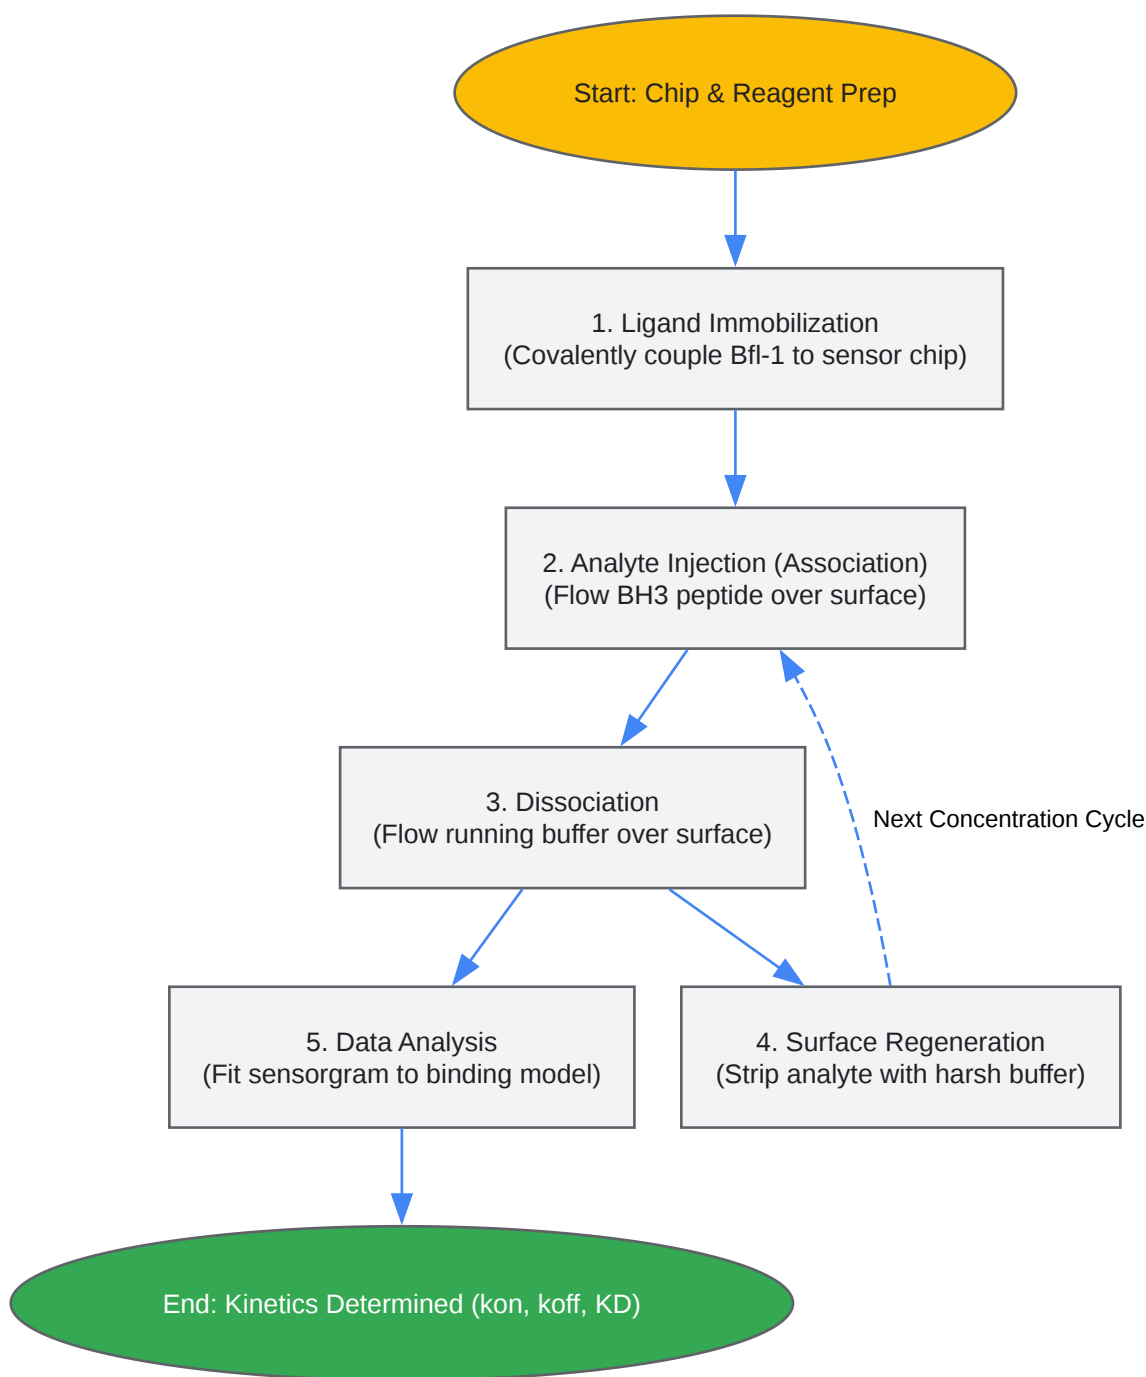 Start: Chip & Reagent Prep
1. Ligand Immobilization
(Covalently couple Bfl-1 to sensor chip)
2. Analyte Injection (Association)
(Flow BH3 peptide over surface)
3. Dissociation
(Flow running buffer over surface)
Next Concentration Cycle
5. Data Analysis
(Fit sensorgram to binding model)
4. Surface Regeneration
(Strip analyte with harsh buffer)
End: Kinetics Determined (kon, koff, KD)